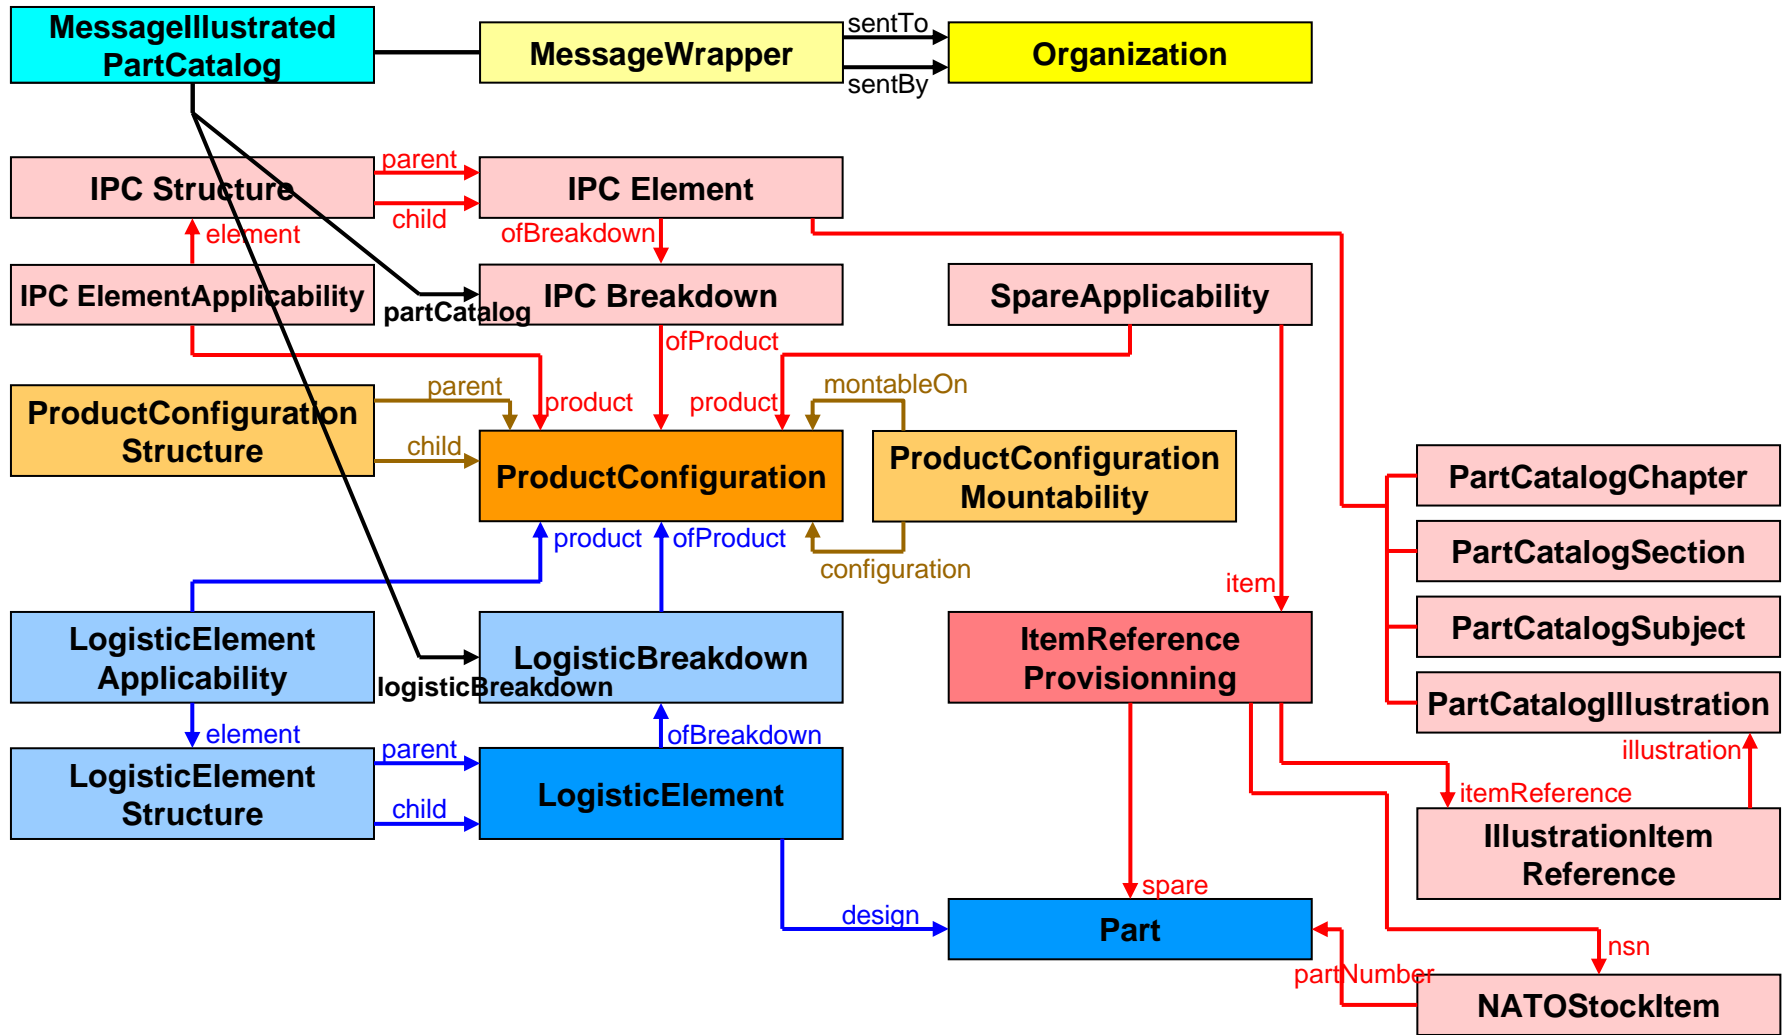 MessageIllustrated
PartCatalog
MessageWrapper
sentTo
sentBy
Organization
IPC Structure
parent
child
IPC Element
element
ofBreakdown
IPC ElementApplicability
partCatalog
IPC Breakdown
SpareApplicability
ofProduct
parent
product
product
montableOn
ProductConfiguration
Structure
child
ProductConfiguration
ProductConfiguration
Mountability
PartCatalogChapter
product
ofProduct
configuration
PartCatalogSection
item
LogisticElement
Applicability
logisticBreakdown
LogisticBreakdown
ItemReference
Provisionning
PartCatalogSubject
PartCatalogIllustration
element
parent
ofBreakdown
illustration
LogisticElement
Structure
child
LogisticElement
itemReference
IllustrationItem
Reference
spare
design
Part
nsn
partNumber
NATOStockItem